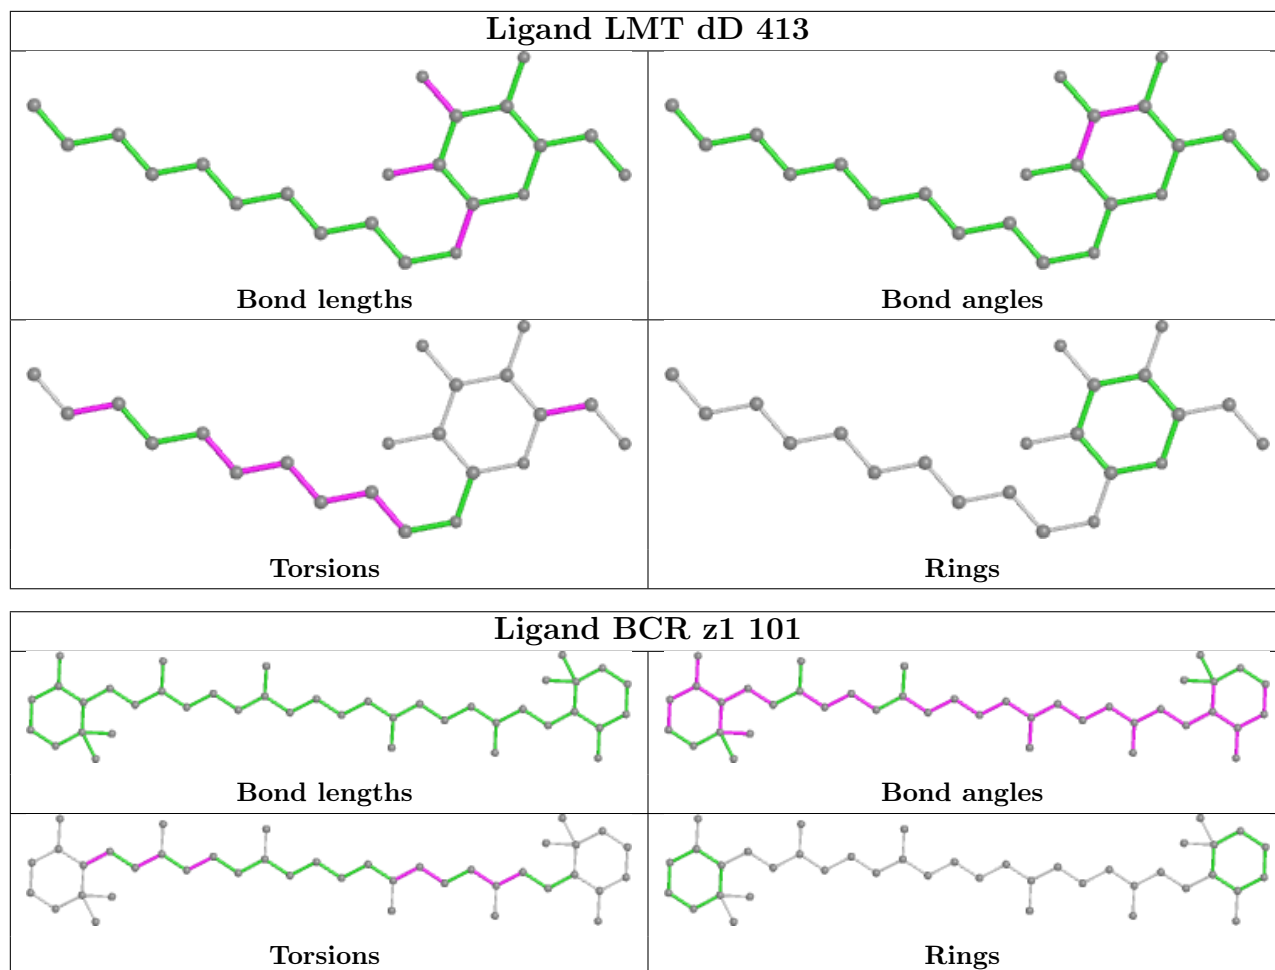 Ligand LMT dD 413
Bond lengths
Bond angles
Torsions
Rings
Ligand BCR z1 101
Bond lengths
Bond angles
Torsions
Rings